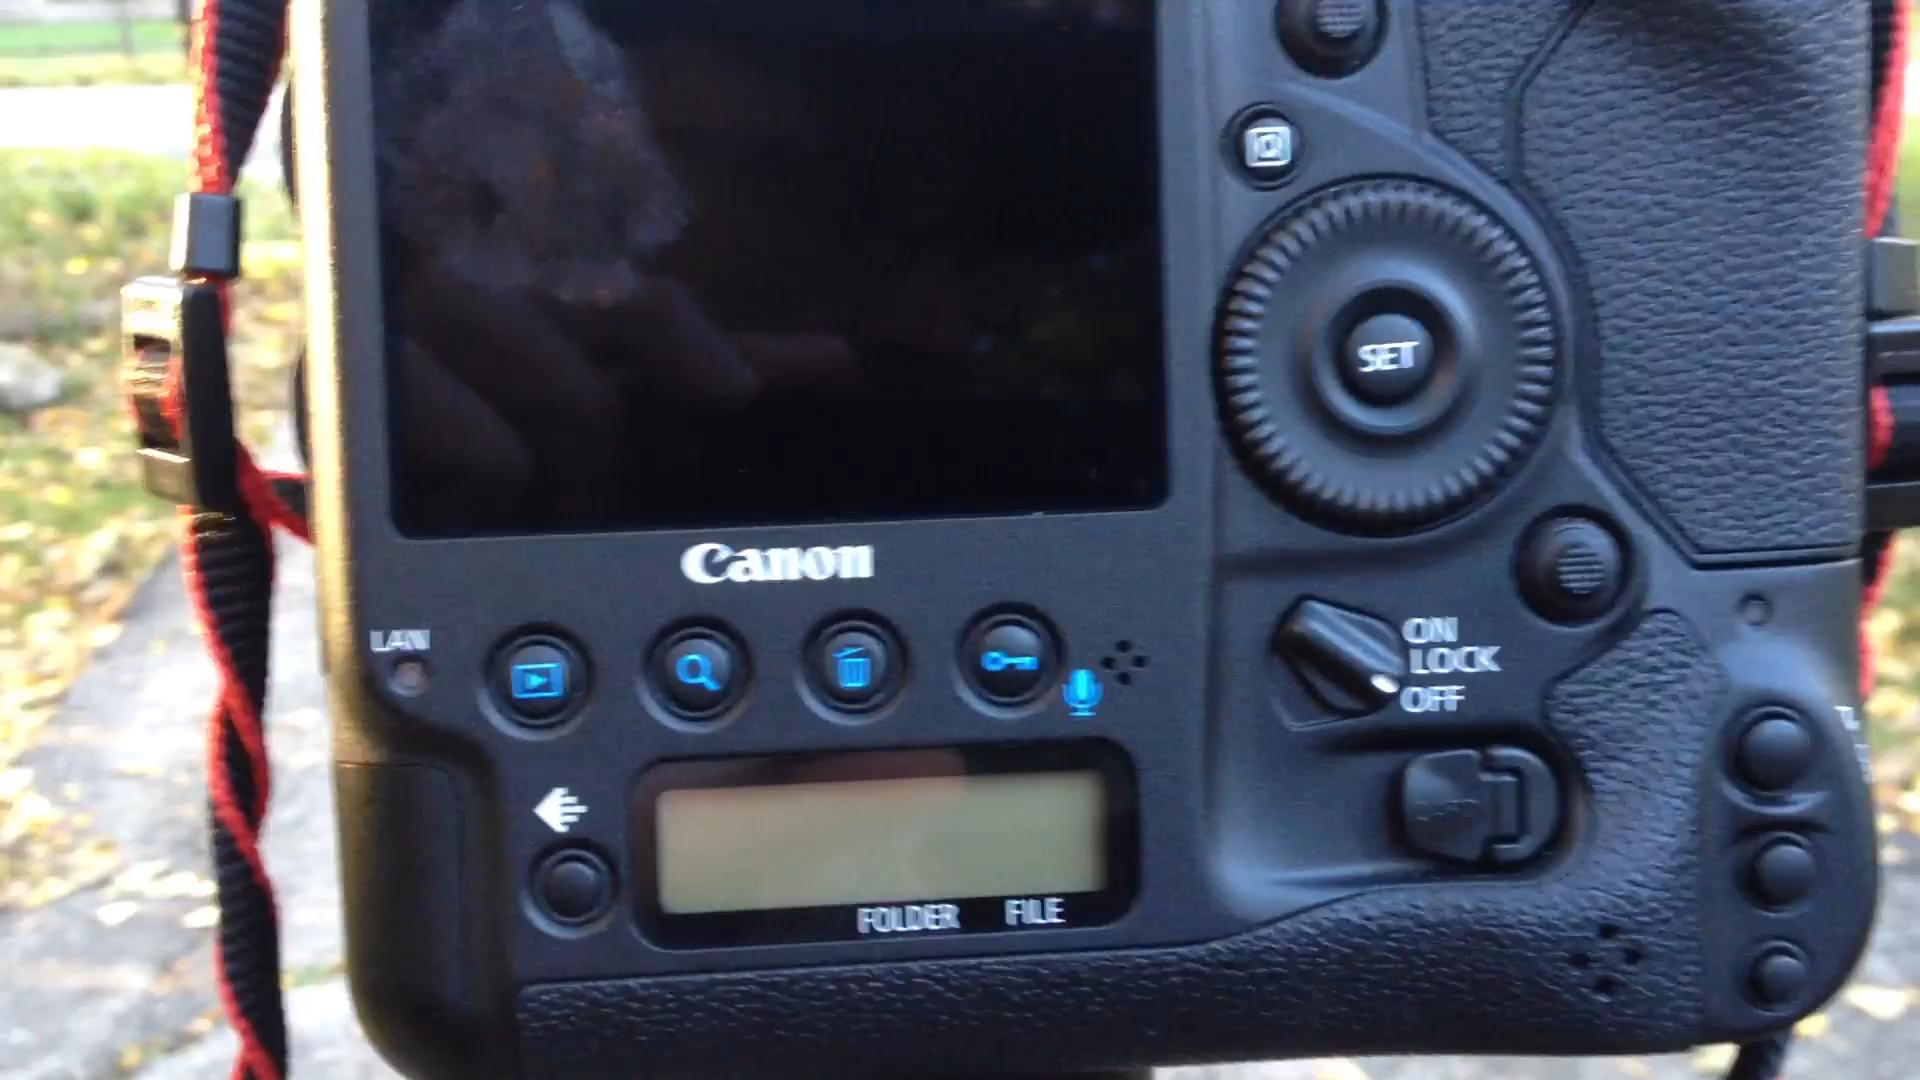 Q
SET
Canon
LAN
ON
LOCK
OFF
FOLDER FILE